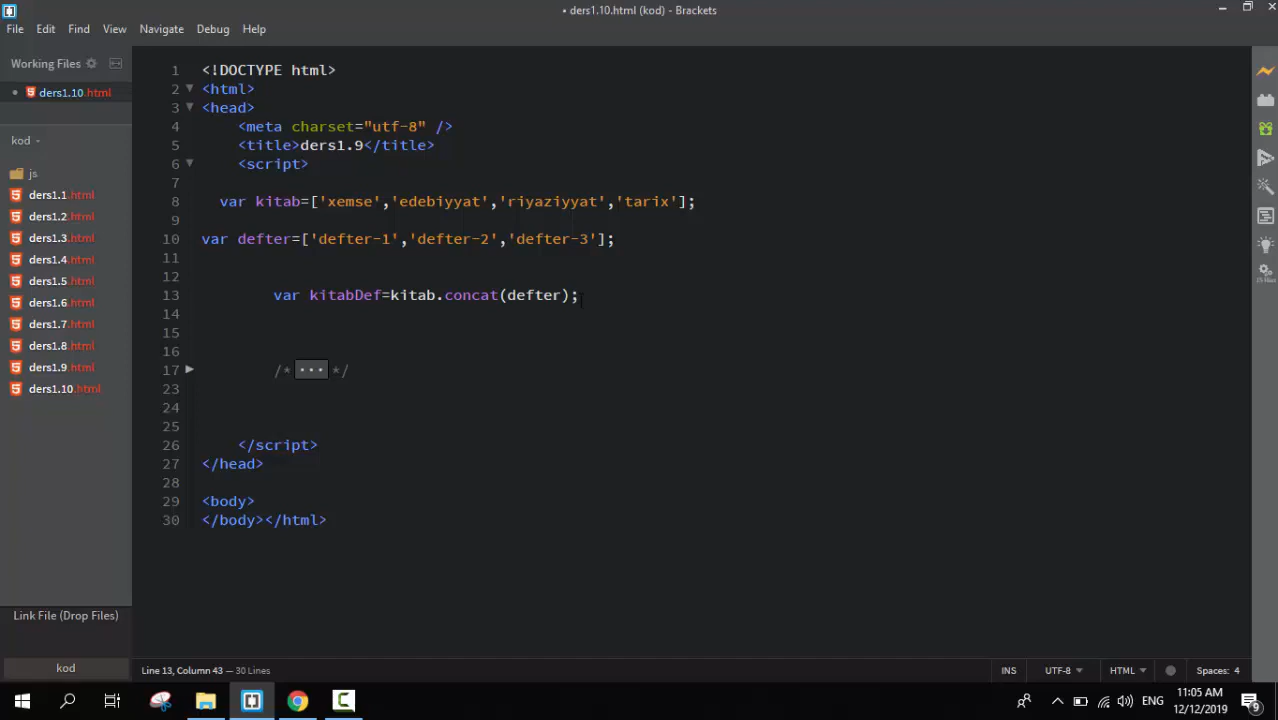 • ders1.10.html (kod) - Brackets
File Edit Find View Navigate Debug Help
Working Files
• ders1.10.html
kod
js
ders1.1.html
ders1.2.html
ders1.3.html
ders1.4.html
ders1.5.html
ders1.6.html
ders1.7.html
ders1.8.html
ders1.9.html
ders1.10.html
Link File (Drop Files)
kod
1 <!DOCTYPE html>
2 <html>
3 <head>
4 <meta charset="utf-8" />
5 <title>ders1.9</title>
6 <script>
7
8 var kitab=['xemse','edebiyyat','riyaziyyat','tarix'];
9
10 var defter=['defter-1','defter-2','defter-3'];
11
12
13 var kitabDef=kitab.concat(defter);
14
15
16
17 /* ... */
23
24
25
26 </script>
27 </head>
28
29 <body>
30 </body></html>
Line 13, Column 43 — 30 Lines
INS UTF-8 HTML Spaces: 4
ENG
11:05 AM
12/12/2019
9